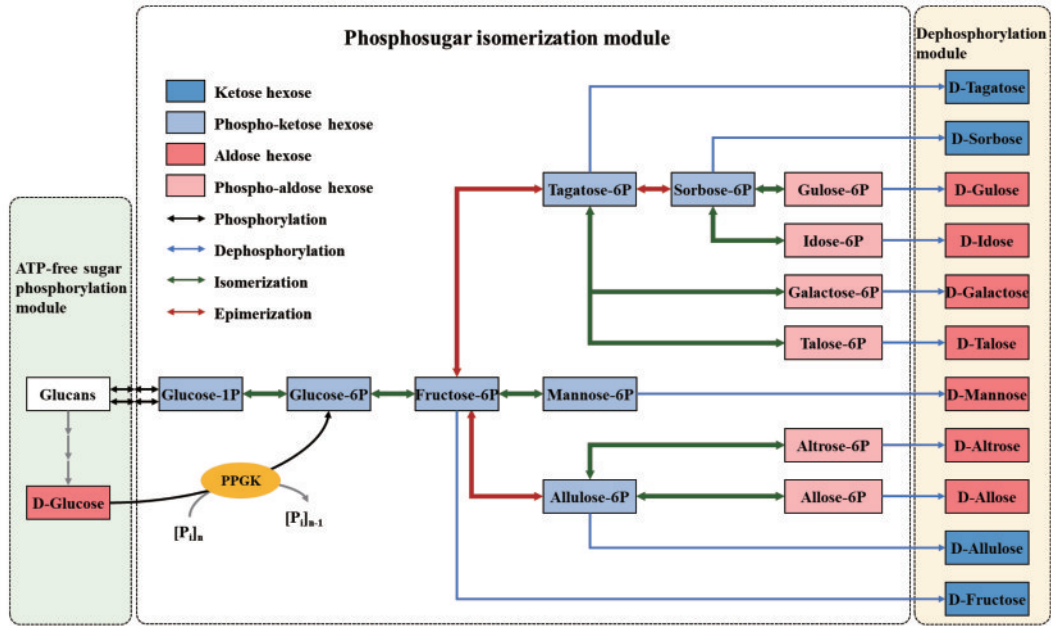 Phosphosugar isomerization module
Dephosphorylation
module
Ketose hexose
Phospho-ketose hexose
Aldose hexose
Phospho-aldose hexose
Phosphorylation
Dephosphorylation
Isomerization
Epimerization
ATP-free sugar
phosphorylation
module
D-Tagatose
D-Sorbose
Tagatose-6P
Sorbose-6P
Gulose-6P
D-Gulose
Idose-6P
D-Idose
Galactose-6P
D-Galactose
Talose-6P
D-Talose
Glucans
Glucose-1P
Glucose-6P
Fructose-6P
Mannose-6P
D-Mannose
Altrose-6P
D-Altrose
PPGK
D-Glucose
Allulose-6P
Allose-6P
D-Allose
[Pi]n
[Pi]n-1
D-Allulose
D-Fructose